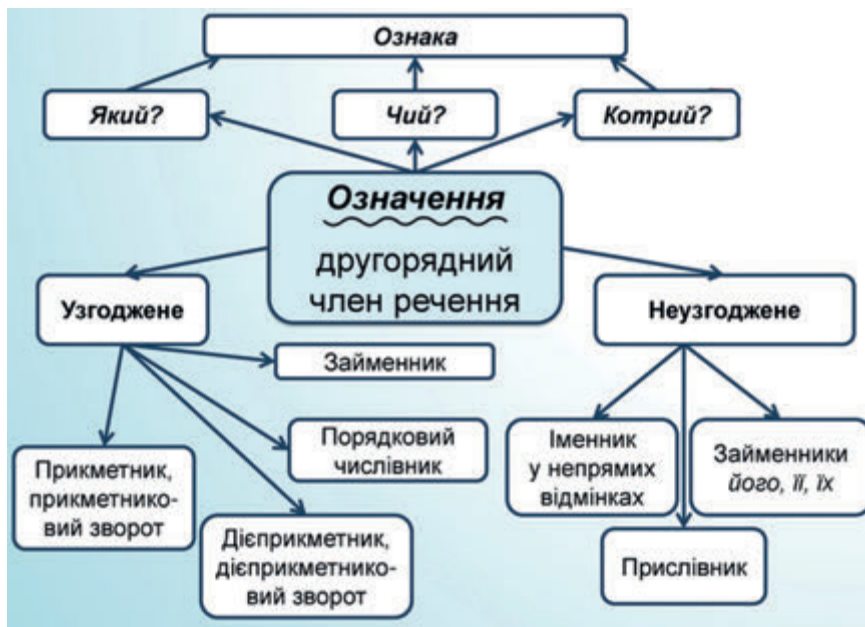 Ознака
Який?
Чий?
Котрий?
Означення
другорядний
член речення
Узгоджене
Неузгоджене
Займенник
Порядковий
числівник
Прикметник,
прикметнико-
вий зворот
Дієприкметник,
дієприкметнико-
вий зворот
Іменник
у непрямих
відмінках
Займенники
його, її, їх
Прислівник